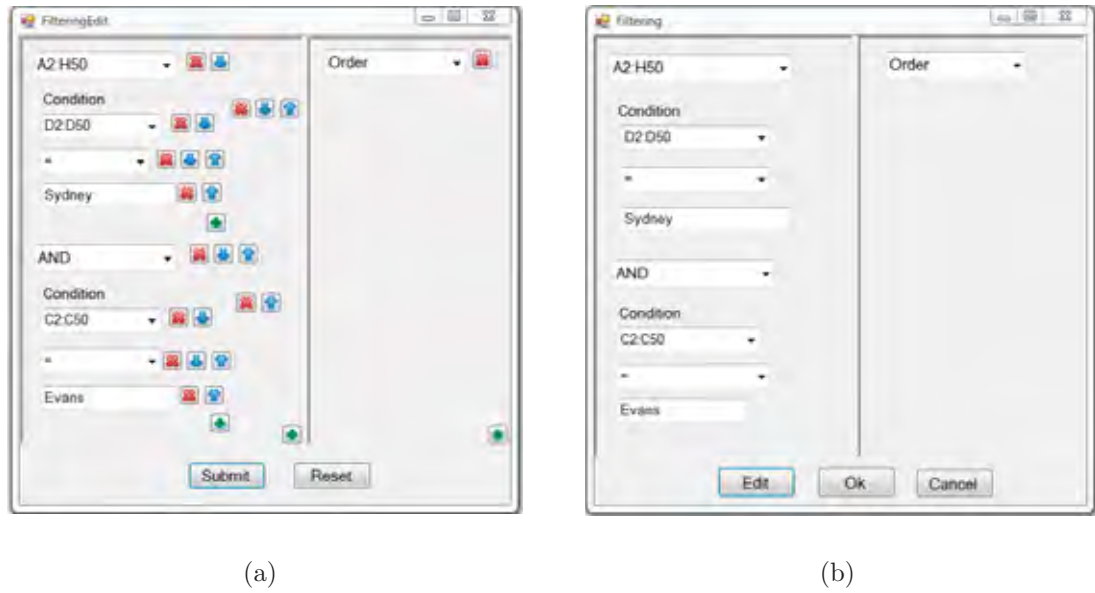 FilteringEdit
A2:H50
Condition
D2:D50
=
Sydney
AND
Condition
C2:C50
=
Evans
Order
Submit Reset
(a)
Filtering
A2:H50
Condition
D2:D50
=
Sydney
AND
Condition
C2:C50
=
Evans
Order
Edit Ok Cancel
(b)